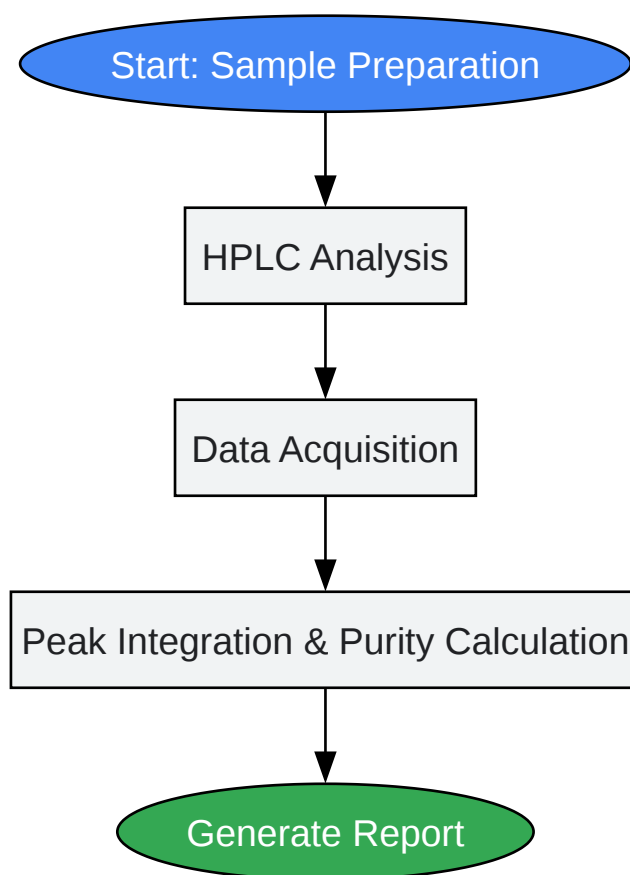 Start: Sample Preparation
HPLC Analysis
Data Acquisition
Peak Integration & Purity Calculation
Generate Report